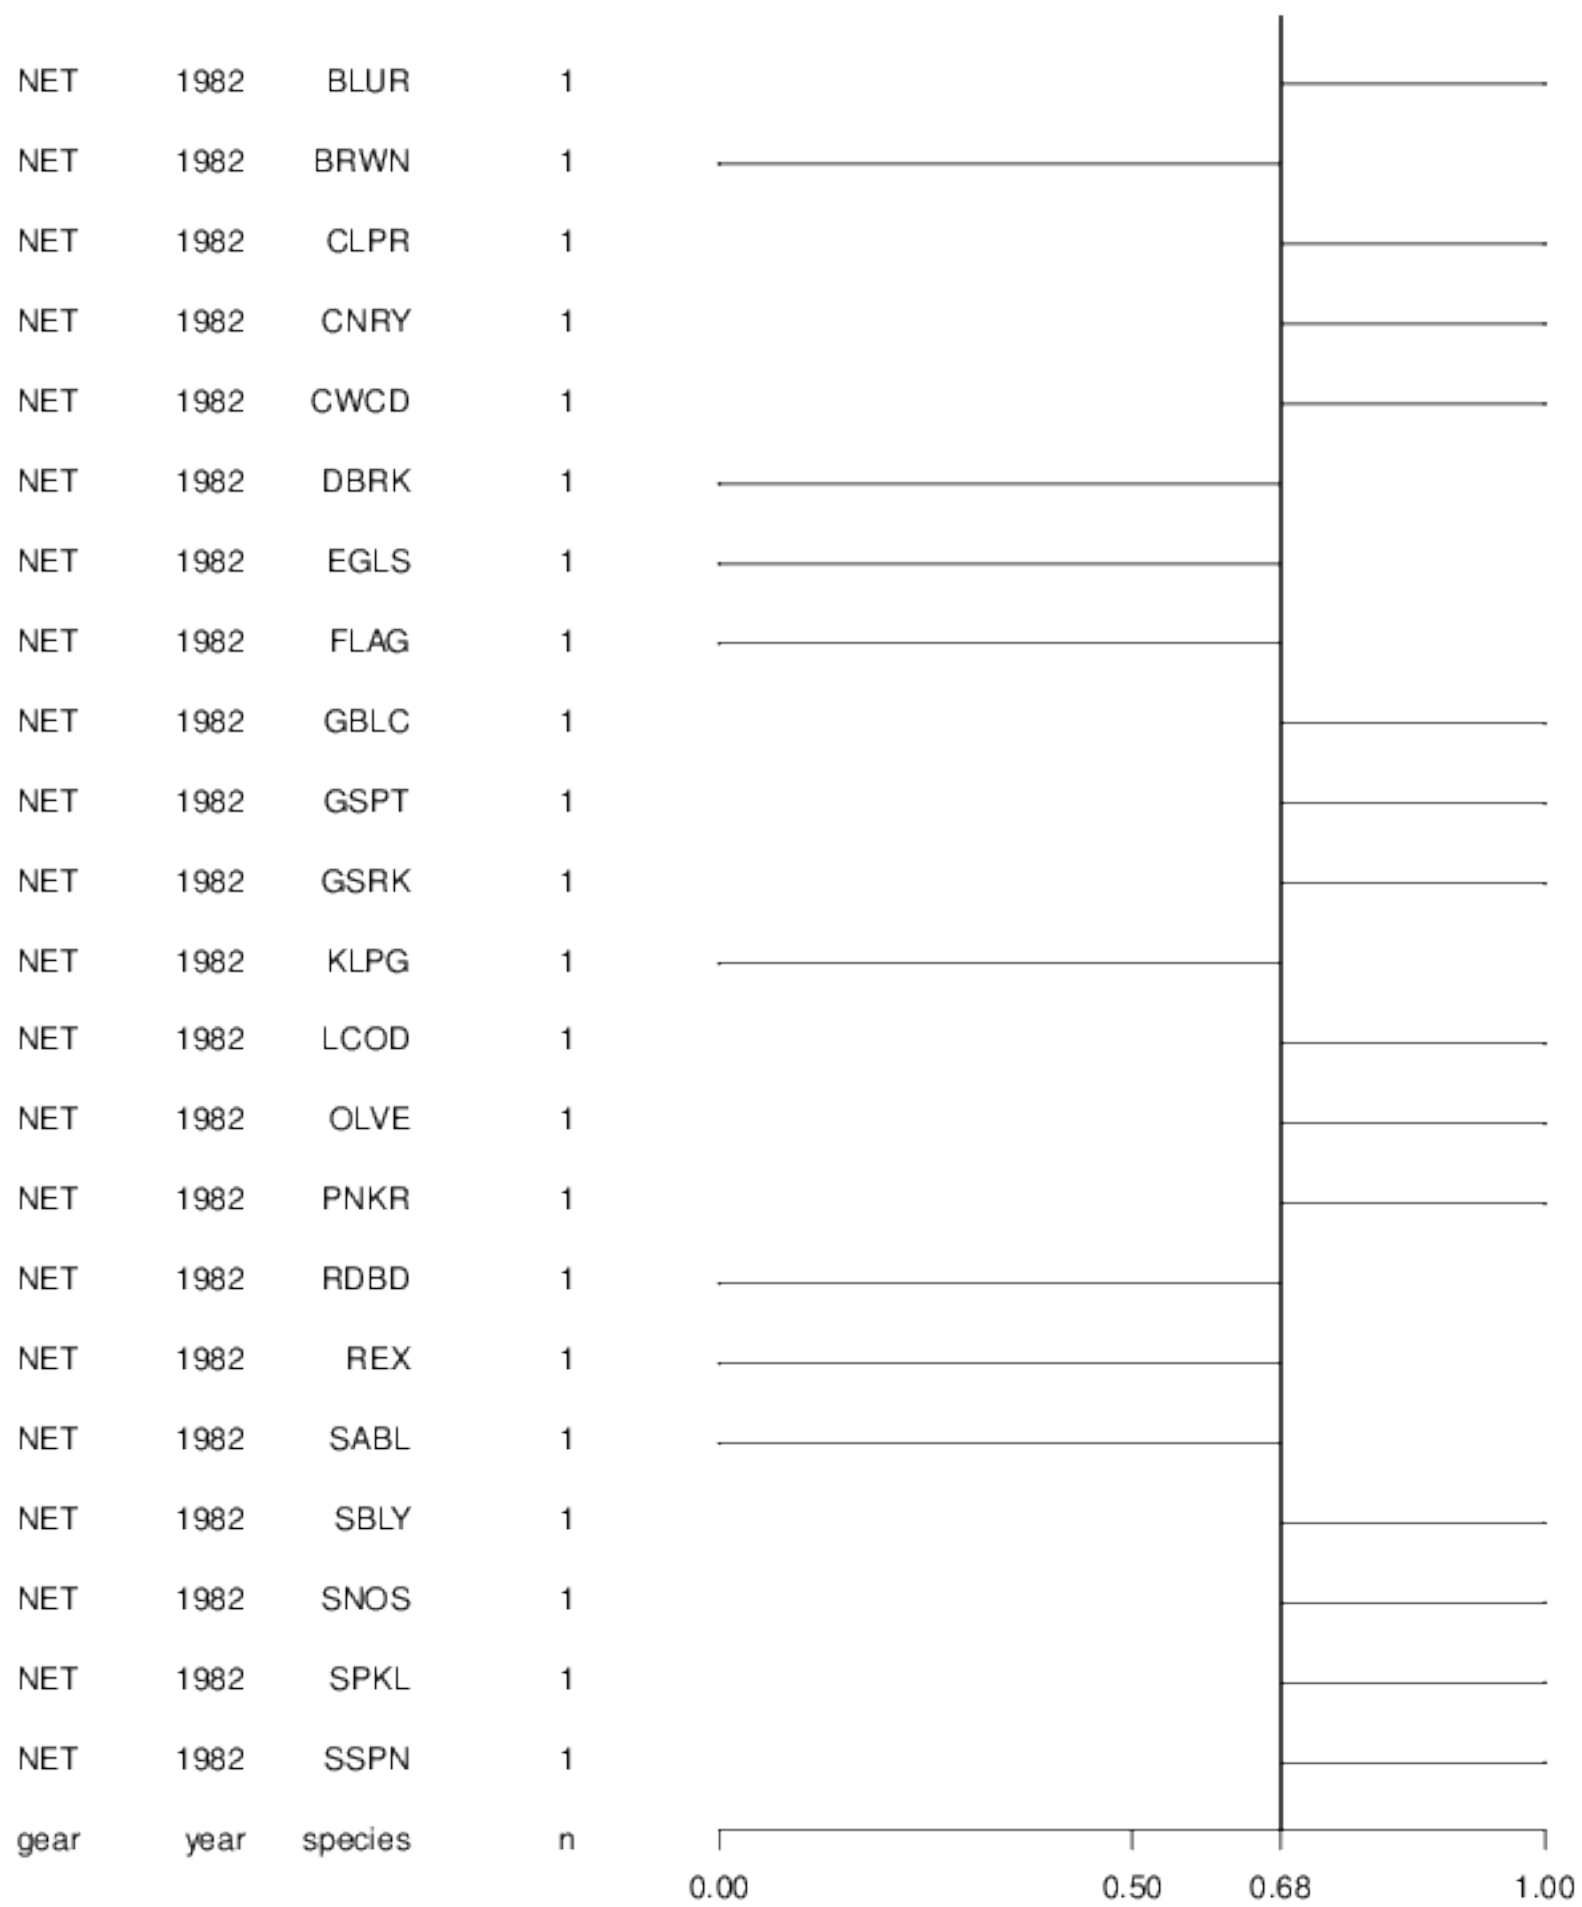 NET 1982 BLUR 1
NET 1982 BRWN 1
NET 1982 CLPR 1
NET 1982 CNRY 1
NET 1982 CWCD 1
NET 1982 DBRK 1
NET 1982 EGLS 1
NET 1982 FLAG 1
NET 1982 GBLC 1
NET 1982 GSPT 1
NET 1982 GSRK 1
NET 1982 KLPG 1
NET 1982 LCOD 1
NET 1982 OLVE 1
NET 1982 PNKR 1
NET 1982 RDBD 1
NET 1982 REX 1
NET 1982 SABL 1
NET 1982 SBLY 1
NET 1982 SNOS 1
NET 1982 SPKL 1
NET 1982 SSPN 1
gear year species n
0.00 0.50 0.68 1.00